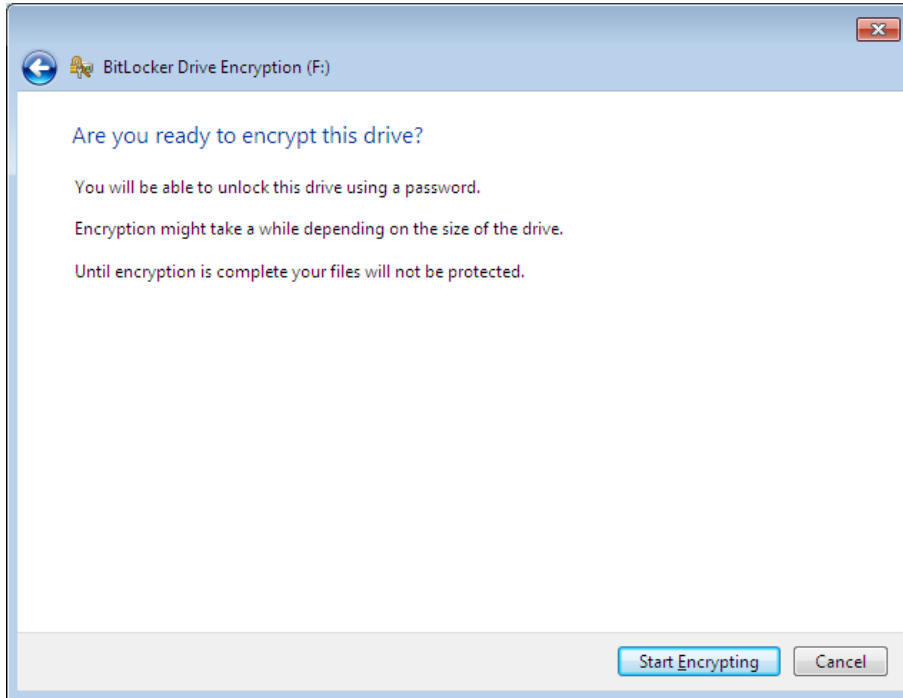 BitLocker Drive Encryption (F:)
Are you ready to encrypt this drive?
You will be able to unlock this drive using a password.
Encryption might take a while depending on the size of the drive.
Until encryption is complete your files will not be protected.
Start Encrypting
Cancel